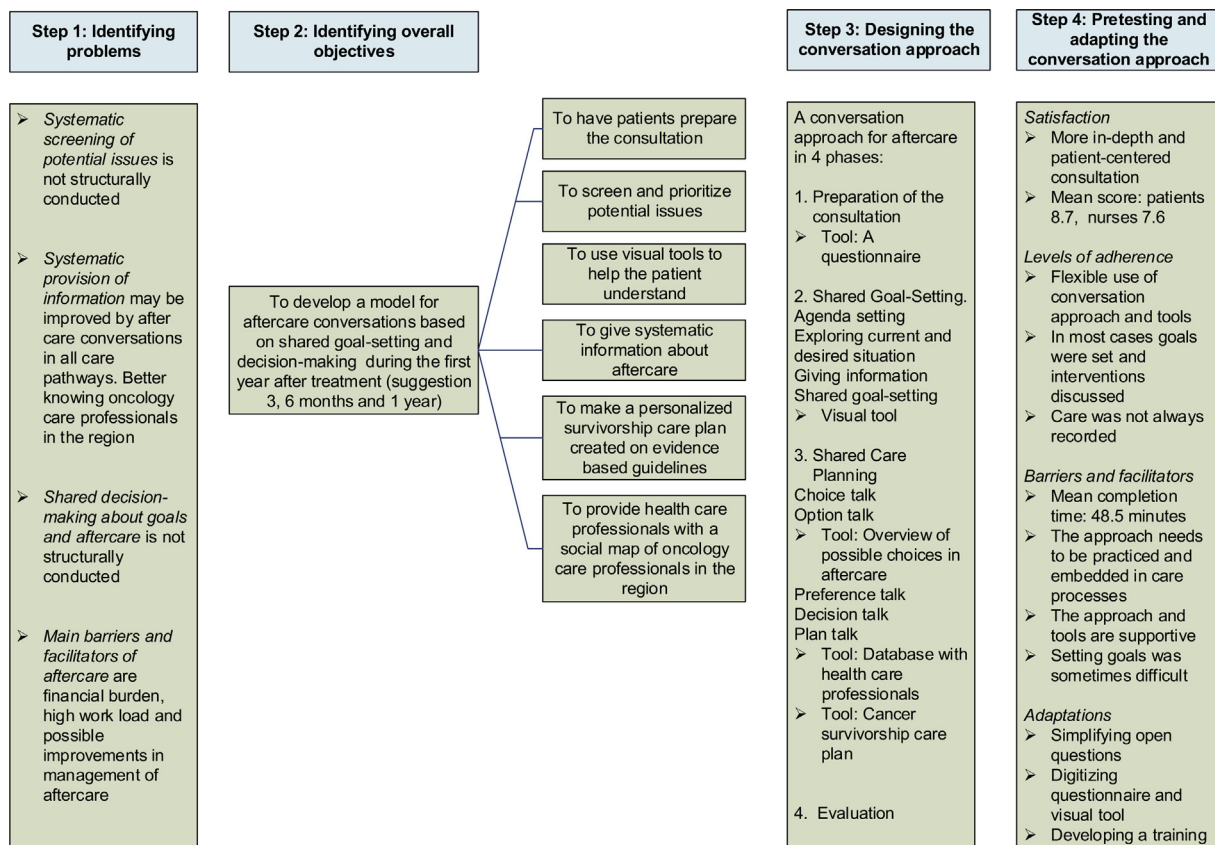 Step 1: Identifying
problems
➢ Systematic
screening of
potential issues is
not structurally
conducted
➢ Systematic
provision of
information may be
improved by after
care conversations
in all care
pathways. Better
knowing oncology
care professionals
in the region
➢ Shared decision-
making about goals
and aftercare is not
structurally
conducted
➢ Main barriers and
facilitators of
aftercare are
financial burden,
high work load and
possible
improvements in
management of
aftercare
Step 2: Identifying overall
objectives
To develop a model for
aftercare conversations based
on shared goal-setting and
decision-making during the first
year after treatment (suggestion
3, 6 months and 1 year)
To have patients prepare
the consultation
To screen and prioritize
potential issues
To use visual tools to
help the patient
understand
To give systematic
information about
aftercare
To make a personalized
survivorship care plan
created on evidence
based guidelines
To provide health care
professionals with a
social map of oncology
care professionals in the
region
Step 3: Designing the
conversation approach
A conversation
approach for aftercare
in 4 phases:
1. Preparation of the
consultation
➢ Tool: A
questionnaire
2. Shared Goal-Setting.
Agenda setting
Exploring current and
desired situation
Giving information
Shared goal-setting
➢ Visual tool
3. Shared Care
Planning
Choice talk
Option talk
➢ Tool: Overview of
possible choices in
aftercare
Preference talk
Decision talk
Plan talk
➢ Tool: Database with
health care
professionals
➢ Tool: Cancer
survivorship care
plan
4. Evaluation
Step 4: Pretesting and
adapting the
conversation approach
Satisfaction
➢ More in-depth and
patient-centered
consultation
➢ Mean score: patients
8.7, nurses 7.6
Levels of adherence
➢ Flexible use of
conversation
approach and tools
➢ In most cases goals
were set and
interventions
discussed
➢ Care was not always
recorded
Barriers and facilitators
➢ Mean completion
time: 48.5 minutes
➢ The approach needs
to be practiced and
embedded in care
processes
➢ The approach and
tools are supportive
➢ Setting goals was
sometimes difficult
Adaptations
➢ Simplifying open
questions
➢ Digitizing
questionnaire and
visual tool
➢ Developing a training